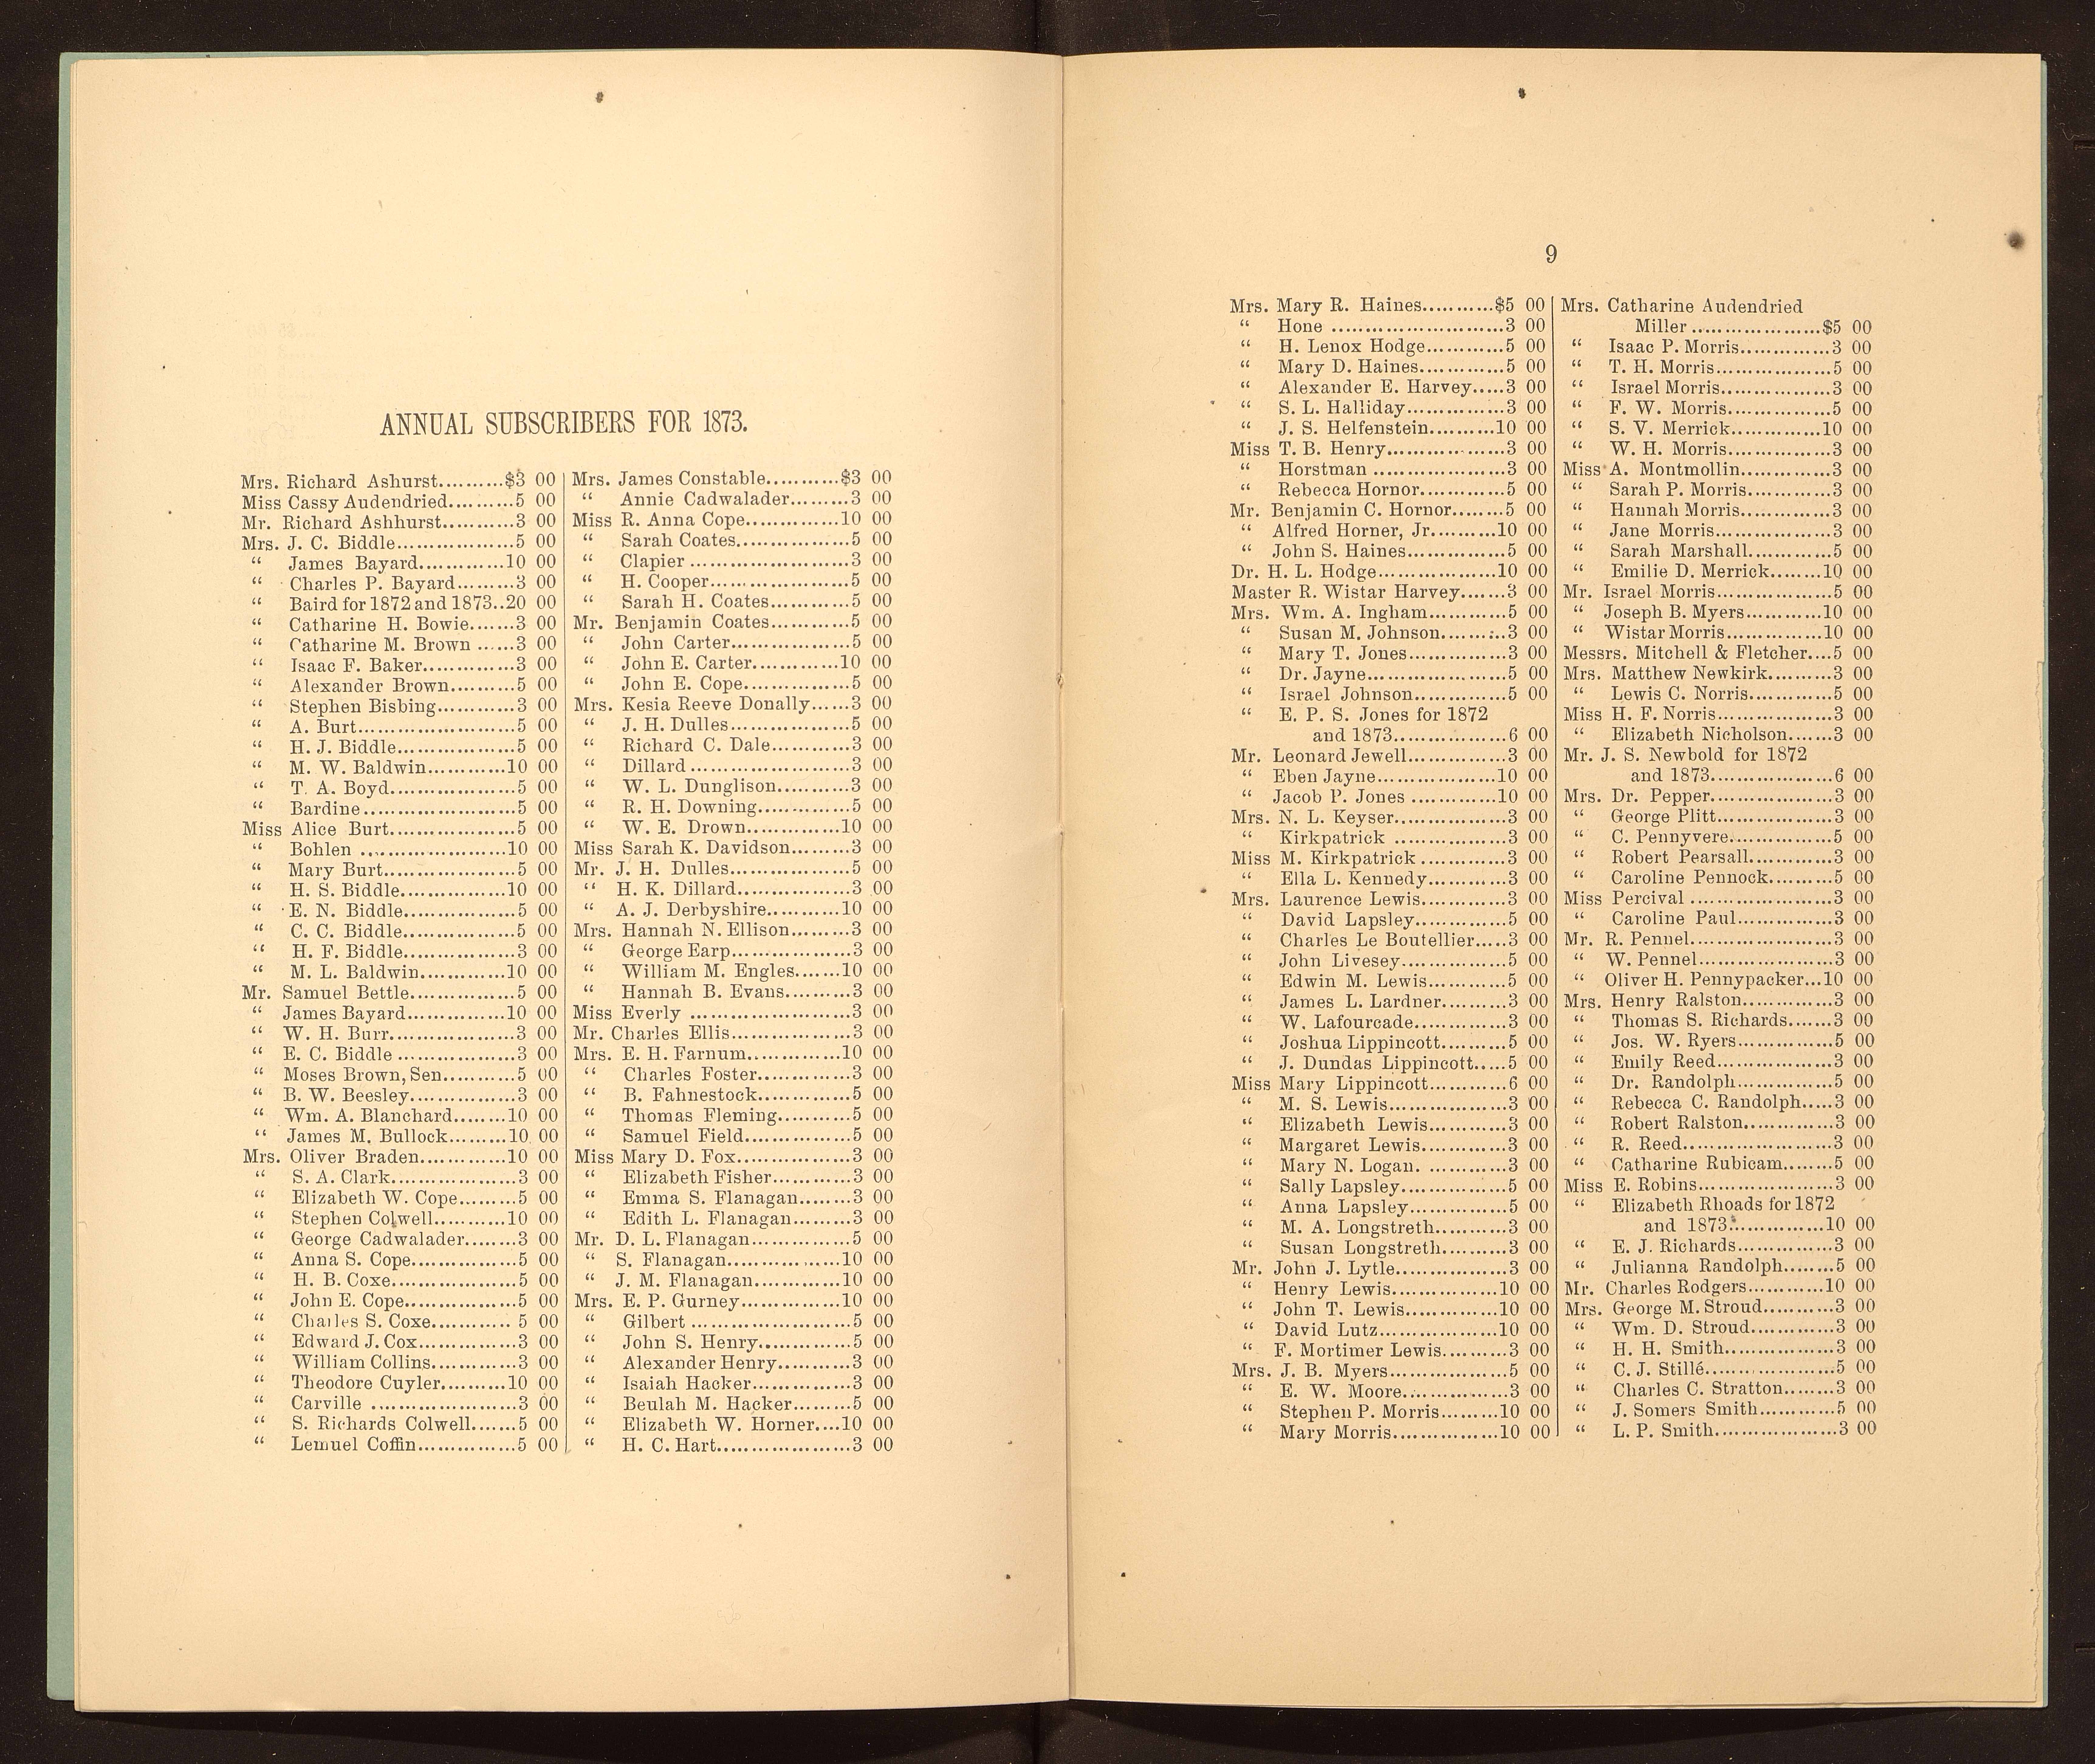 ANNUAL SUBSCRIBERS FOR 1873.
Mrs. Richard Ashurst..........$3 00
Miss Cassy Audendried..........5 00
Mr. Richard Ashhurst...........3 00
Mrs. J. C. Biddle..................5 00
“ James Bayard.............10 00
“ Charles P. Bayard.........3 00
“ Baird for 1872 and 1873..20 00
“ Catharine H. Bowie.......3 00
“ Catharine M. Brown ......3 00
“ Isaac F. Baker..............3 00
“ Alexander Brown..........5 00
“ Stephen Bisbing............3 00
“ A. Burt........................5 00
“ H. J. Biddle..................5 00
“ M. W. Baldwin............10 00
“ T. A. Boyd...................5 00
“ Bardine.......................5 00
Miss Alice Burt...................5 00
“ Bohlen ......................10 00
“ Mary Burt....................5 00
“ H. S. Biddle................10 00
“ E. N. Biddle.................5 00
“ C. C. Biddle.................5 00
“ H. F. Biddle.................3 00
“ M. L. Baldwin.............10 00
Mr. Samuel Bettle................5 00
“ James Bayard...............10 00
“ W. H. Burr...................3 00
“ E. C. Biddle ..................3 00
“ Moses Brown, Sen...........5 00
“ B. W. Beesley................3 00
“ Wm. A. Blanchard........10 00
“ James M. Bullock.........10 00
Mrs. Oliver Braden.............10 00
“ S. A. Clark...................3 00
“ Elizabeth W. Cope.........5 00
“ Stephen Colwell...........10 00
“ George Cadwalader........3 00
“ Anna S. Cope................5 00
“ H. B. Coxe...................5 00
“ John E. Cope.................5 00
“ Charles S. Coxe............ 5 00
“ Edward J. Cox...............3 00
“ William Collins.............3 00
“ Theodore Cuyler..........10 00
“ Carville ......................3 00
“ S. Richards Colwell.......5 00
“ Lemuel Coffin...............5 00
Mrs. James Constable...........$3 00
“ Annie Cadwalader.........3 00
Miss R. Anna Cope..............10 00
“ Sarah Coates.................5 00
“ Clapier ........................3 00
“ H. Cooper.....................5 00
“ Sarah H. Coates............5 00
Mr. Benjamin Coates............5 00
“ John Carter..................5 00
“ John E. Carter.............10 00
“ John E. Cope................5 00
Mrs. Kesia Reeve Donally......3 00
“ J. H. Dulles..................5 00
“ Richard C. Dale............3 00
“ Dillard ........................3 00
“ W. L. Dunglison...........3 00
“ R. H. Downing.............5 00
“ W. E. Drown..............10 00
Miss Sarah K. Davidson.........3 00
Mr. J. H. Dulles..................5 00
“ H. K. Dillard.................3 00
“ A. J. Derbyshire...........10 00
Mrs. Hannah N. Ellison.........3 00
“ George Earp..................3 00
“ William M. Engles.......10 00
“ Hannah B. Evans..........3 00
Miss Everly ........................3 00
Mr. Charles Ellis..................3 00
Mrs. E. H. Farnum..............10 00
“ Charles Foster..............3 00
“ B. Fahnestock..............5 00
“ Thomas Fleming...........5 00
“ Samuel Field................5 00
Miss Mary D. Fox.................3 00
“ Elizabeth Fisher............3 00
“ Emma S. Flanagan........3 00
“ Edith L. Flanagan.........3 00
Mr. D. L. Flanagan...............5 00
“ S. Flanagan.................10 00
“ J. M. Flanagan.............10 00
Mrs. E. P. Gurney...............10 00
“ Gilbert ........................5 00
“ John S. Henry..............5 00
“ Alexander Henry...........3 00
“ Isaiah Hacker...............3 00
“ Beulah M. Hacker.........5 00
“ Elizabeth W. Horner....10 00
“ H. C. Hart....................3 00
9
Mrs. Mary R. Haines...........$5 00
“ Hone ..........................3 00
“ H. Lenox Hodge............5 00
“ Mary D. Haines.............5 00
“ Alexander E. Harvey.....3 00
“ S. L. Halliday...............3 00
“ J. S. Helfenstein..........10 00
Miss T. B. Henry..................3 00
“ Horstman ....................3 00
“ Rebecca Hornor.............5 00
Mr. Benjamin C. Hornor........5 00
“ Alfred Horner, Jr..........10 00
“ John S. Haines...............5 00
Dr. H. L. Hodge..................10 00
Master R. Wistar Harvey.......3 00
Mrs. Wm. A. Ingham............5 00
“ Susan M. Johnson.........3 00
“ Mary T. Jones...............3 00
“ Dr. Jayne.....................5 00
“ Israel Johnson..............5 00
“ E. P. S. Jones for 1872
and 1873.................6 00
Mr. Leonard Jewell...............3 00
“ Eben Jayne..................10 00
“ Jacob P. Jones .............10 00
Mrs. N. L. Keyser.................3 00
“ Kirkpatrick .................3 00
Miss M. Kirkpatrick .............3 00
“ Ella L. Kennedy............3 00
Mrs. Laurence Lewis.............3 00
“ David Lapsley..............5 00
“ Charles Le Boutellier.....3 00
“ John Livesey................5 00
“ Edwin M. Lewis............5 00
“ James L. Lardner.........3 00
“ W. Lafourcade..............3 00
“ Joshua Lippincott.........5 00
“ J. Dundas Lippincott.....5 00
Miss Mary Lippincott............6 00
“ M. S. Lewis..................3 00
“ Elizabeth Lewis............3 00
“ Margaret Lewis.............3 00
“ Mary N. Logan. ............3 00
“ Sally Lapsley................5 00
“ Anna Lapsley...............5 00
“ M. A. Longstreth...........3 00
“ Susan Longstreth..........3 00
Mr. John J. Lytle.................3 00
“ Henry Lewis................10 00
“ John T. Lewis..............10 00
“ David Lutz..................10 00
“ F. Mortimer Lewis..........3 00
Mrs. J. B. Myers..................5 00
“ E. W. Moore................3 00
“ Stephen P. Morris.........10 00
“ Mary Morris................10 00
Mrs. Catharine Audendried
Miller ....................$5 00
“ Isaac P. Morris..............3 00
“ T. H. Morris..................5 00
“ Israel Morris.................3 00
“ F. W. Morris.................5 00
“ S. V. Merrick..............10 00
“ W. H. Morris................3 00
Miss A. Montmollin..............3 00
“ Sarah P. Morris.............3 00
“ Hannah Morris..............3 00
“ Jane Morris..................3 00
“ Sarah Marshall.............5 00
“ Emilie D. Merrick........10 00
Mr. Israel Morris..................5 00
“ Joseph B. Myers............10 00
“ Wistar Morris...............10 00
Messrs. Mitchell & Fletcher....5 00
Mrs. Matthew Newkirk..........3 00
“ Lewis C. Norris.............5 00
Miss H. F. Norris..................3 00
“ Elizabeth Nicholson.......3 00
Mr. J. S. Newbold for 1872
and 1873...................6 00
Mrs. Dr. Pepper...................3 00
“ George Plitt..................3 00
“ C. Pennyvere................5 00
“ Robert Pearsall.............3 00
“ Caroline Pennock..........5 00
Miss Percival ......................3 00
“ Caroline Paul...............3 00
Mr. R. Pennel......................3 00
“ W. Pennel.....................3 00
“ Oliver H. Pennypacker...10 00
Mrs. Henry Ralston..............3 00
“ Thomas S. Richards.......3 00
“ Jos. W. Ryers...............5 00
“ Emily Reed..................3 00
“ Dr. Randolph...............5 00
“ Rebecca C. Randolph.....3 00
“ Robert Ralston..............3 00
“ R. Reed.......................3 00
“ Catharine Rubicam........5 00
Miss E. Robins....................3 00
“ Elizabeth Rhoads for 1872
and 1873...............10 00
“ E. J. Richards...............3 00
“ Julianna Randolph........5 00
Mr. Charles Rodgers............10 00
Mrs. George M. Stroud..........3 00
“ Wm. D. Stroud.............3 00
“ H. H. Smith.................3 00
“ C. J. Stillé....................5 00
“ Charles C. Stratton........3 00
“ J. Somers Smith............5 00
“ L. P. Smith...................3 00